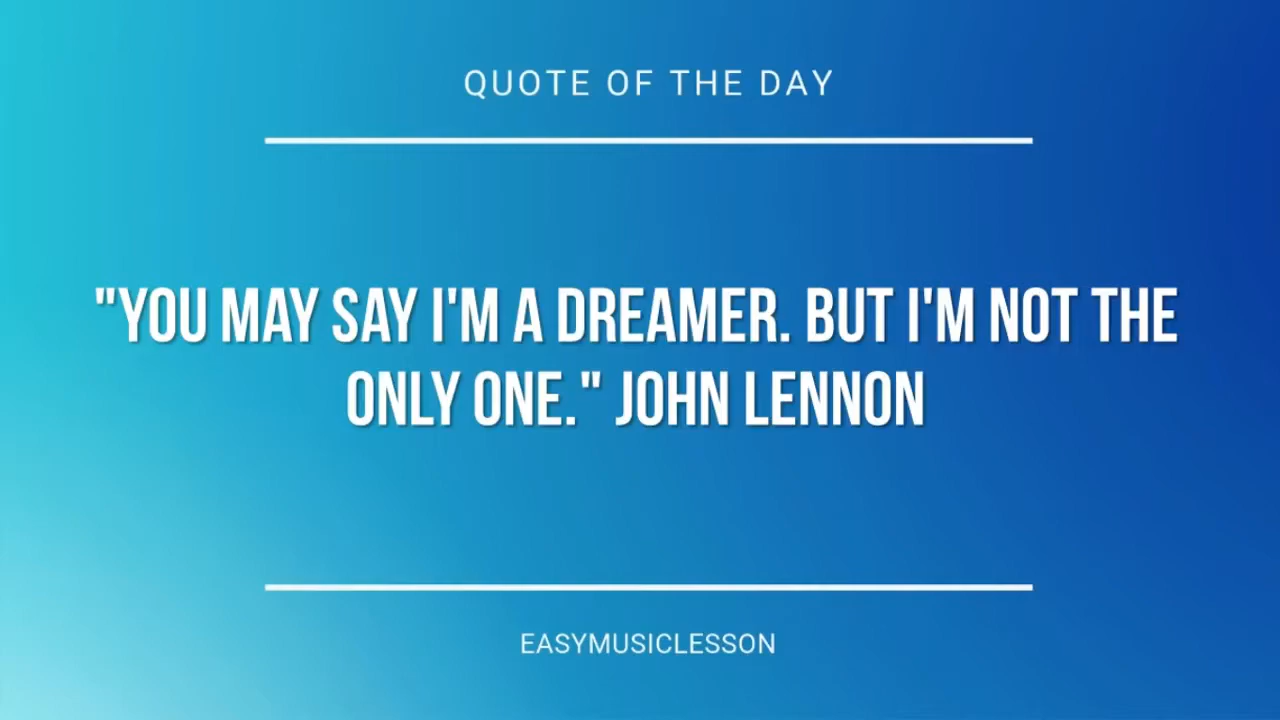 QUOTE OF THE DAY
"YOU MAY SAY I'M A DREAMER. BUT I'M NOT THE
ONLY ONE." JOHN LENNON
EASYMUSICLESSON